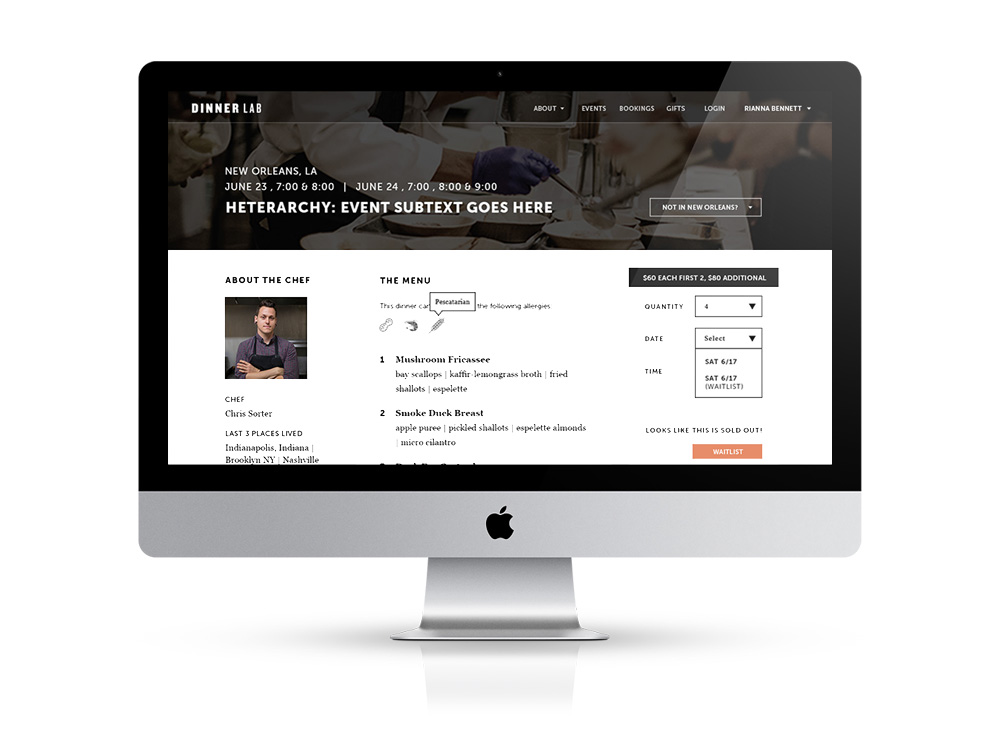 DINNER LAB
ABOUT EVENTS BOOKINGS GIFTS LOGIN RIANNA BENNETT
NEW ORLEANS, LA
JUNE 23 , 7:00 & 8:00 | JUNE 24 , 7:00 , 8:00 & 9:00
HETERARCHY: EVENT SUBTEXT GOES HERE
NOT IN NEW ORLEANS?
ABOUT THE CHEF
CHEF
Chris Sorter
LAST 3 PLACES LIVED
Indianapolis, Indiana |
Brooklyn NY | Nashville
THE MENU
Pescatarian
This dinner can the following allergies
1 Mushroom Fricassee
bay scallops | kaffir-lemongrass broth | fried
shallots | espelette
2 Smoke Duck Breast
apple puree | pickled shallots | espelette almonds
| micro cilantro
$60 EACH FIRST 2, $80 ADDITIONAL
QUANTITY 4
DATE Select
SAT 6/17
TIME
SAT 6/17
(WAITLIST)
LOOKS LIKE THIS IS SOLD OUT!
WAITLIST